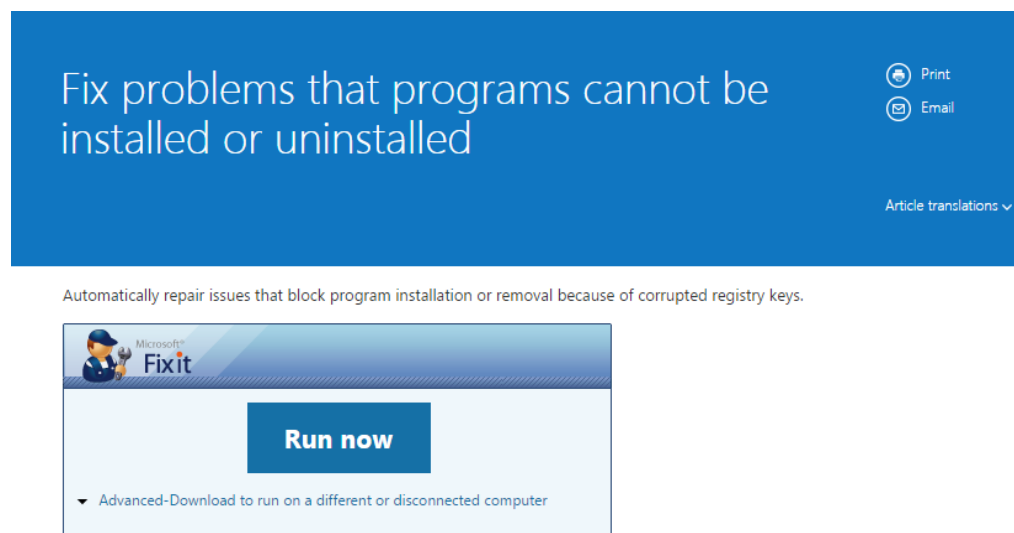 Fix problems that programs cannot be
installed or uninstalled
Print
Email
Article translations
Automatically repair issues that block program installation or removal because of corrupted registry keys.
Microsoft®
Fix it
Run now
Advanced-Download to run on a different or disconnected computer